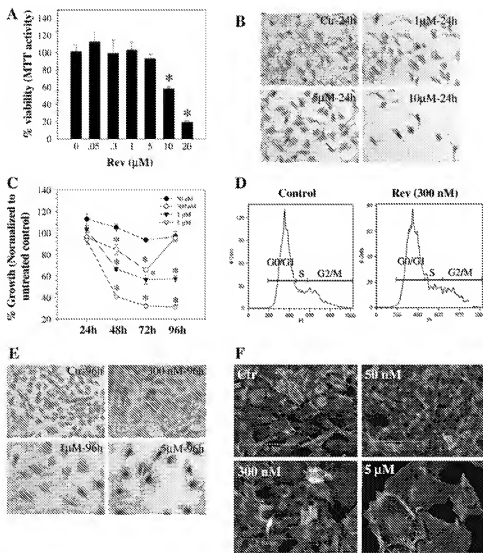 A
% viability (MTT activity)
140
120
100
80
60
40
20
0
*
*
0 .05 .3 1 5 10 20
Rev (μM)
B
Ctr-24h
1μM-24h
5μM-24h
10μM-24h
C
% Growth (Normalized to
untreated control)
140
120
100
80
60
40
20
24h 48h 72h 96h
D
Control
Rev (300 nM)
G0/G1
S
G2/M
G0/G1
S
G2/M
E
Ctr-96h
300 nM-96h
1μM-96h
5μM-96h
F
Ctr
50 nM
300 nM
5 μM